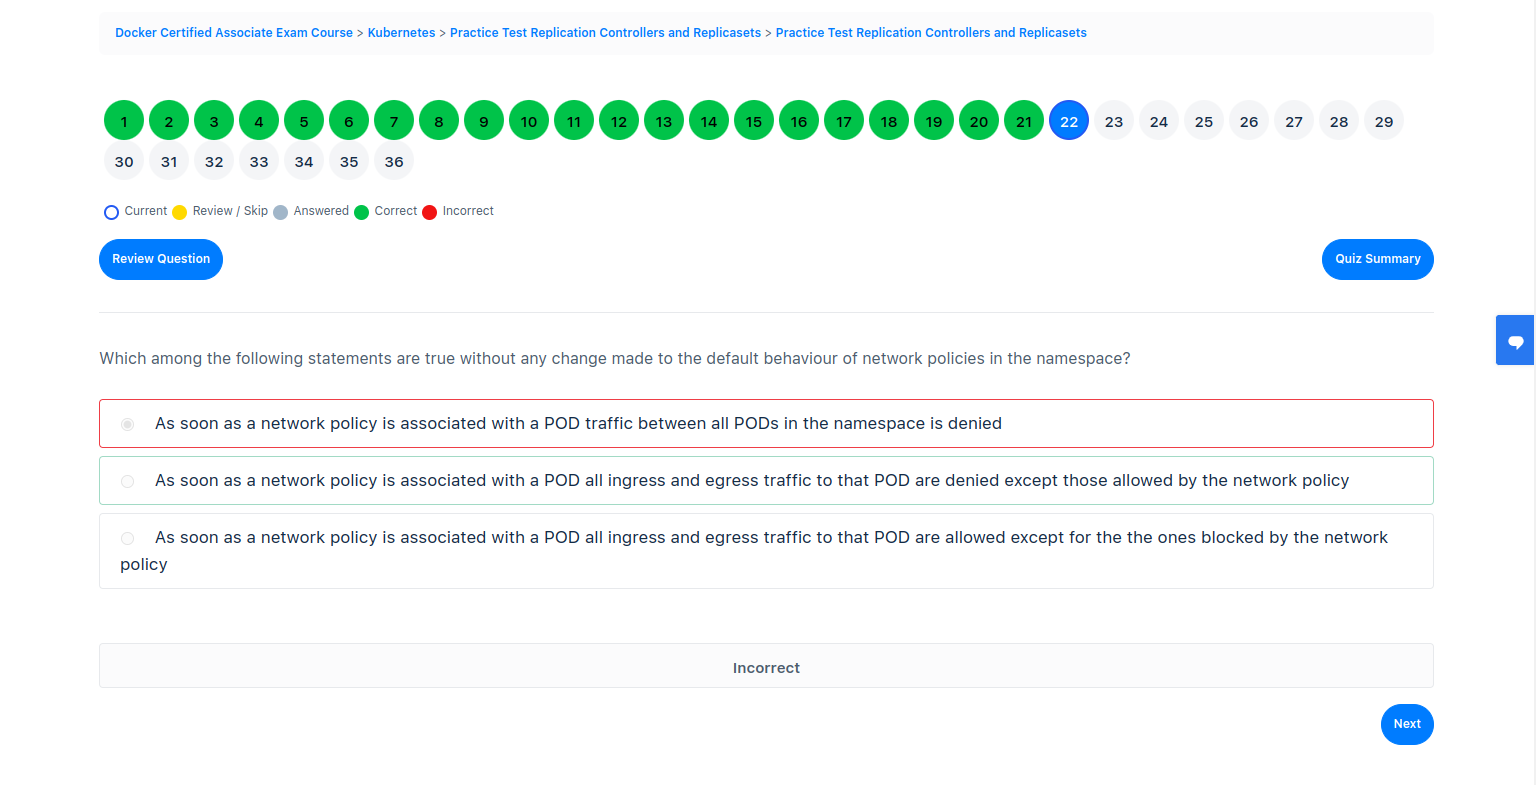 Docker Certified Associate Exam Course > Kubernetes > Practice Test Replication Controllers and Replicasets > Practice Test Replication Controllers and Replicasets
1 2 3 4 5 6 7 8 9 10 11 12 13 14 15 16 17 18 19 20 21 22 23 24 25 26 27 28 29
30 31 32 33 34 35 36
Current Review / Skip Answered Correct Incorrect
Review Question Quiz Summary
Which among the following statements are true without any change made to the default behaviour of network policies in the namespace?
As soon as a network policy is associated with a POD traffic between all PODs in the namespace is denied
As soon as a network policy is associated with a POD all ingress and egress traffic to that POD are denied except those allowed by the network policy
As soon as a network policy is associated with a POD all ingress and egress traffic to that POD are allowed except for the the ones blocked by the network
policy
Incorrect
Next